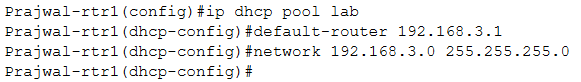 Prajwal-rtr1(config)#ip dhcp pool lab
Prajwal-rtr1(dhcp-config)#default-router 192.168.3.1
Prajwal-rtr1(dhcp-config)#network 192.168.3.0 255.255.255.0
Prajwal-rtr1(dhcp-config)#